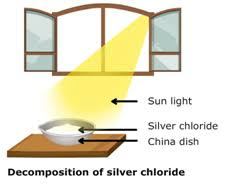 Sun light
Silver chloride
China dish
Decomposition of silver chloride